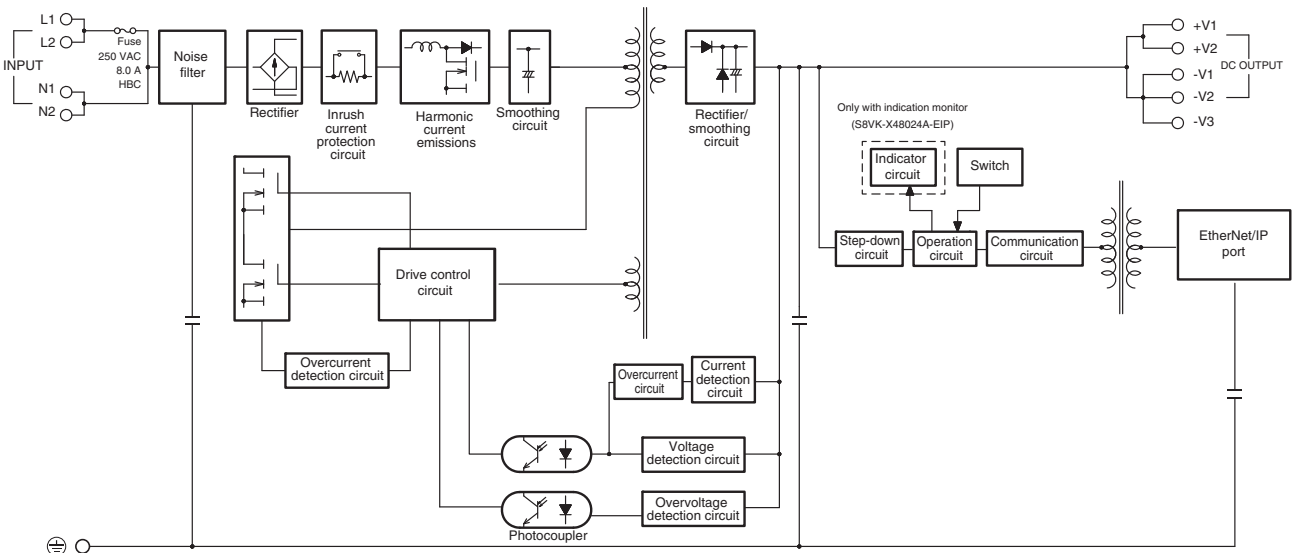 L1
L2
INPUT
N1
N2
Fuse
250 VAC
8.0 A
HBC
Noise
filter
Rectifier
Inrush
current
protection
circuit
Harmonic
current
emissions
Smoothing
circuit
Rectifier/
smoothing
circuit
+V1
+V2
DC OUTPUT
-V1
-V2
-V3
Only with indication monitor
(S8VK-X48024A-EIP)
Indicator
circuit
Switch
Step-down
circuit
Operation
circuit
Communication
circuit
EtherNet/IP
port
Drive control
circuit
Overcurrent
detection circuit
Overcurrent
circuit
Current
detection
circuit
Voltage
detection circuit
Overvoltage
detection circuit
Photocoupler